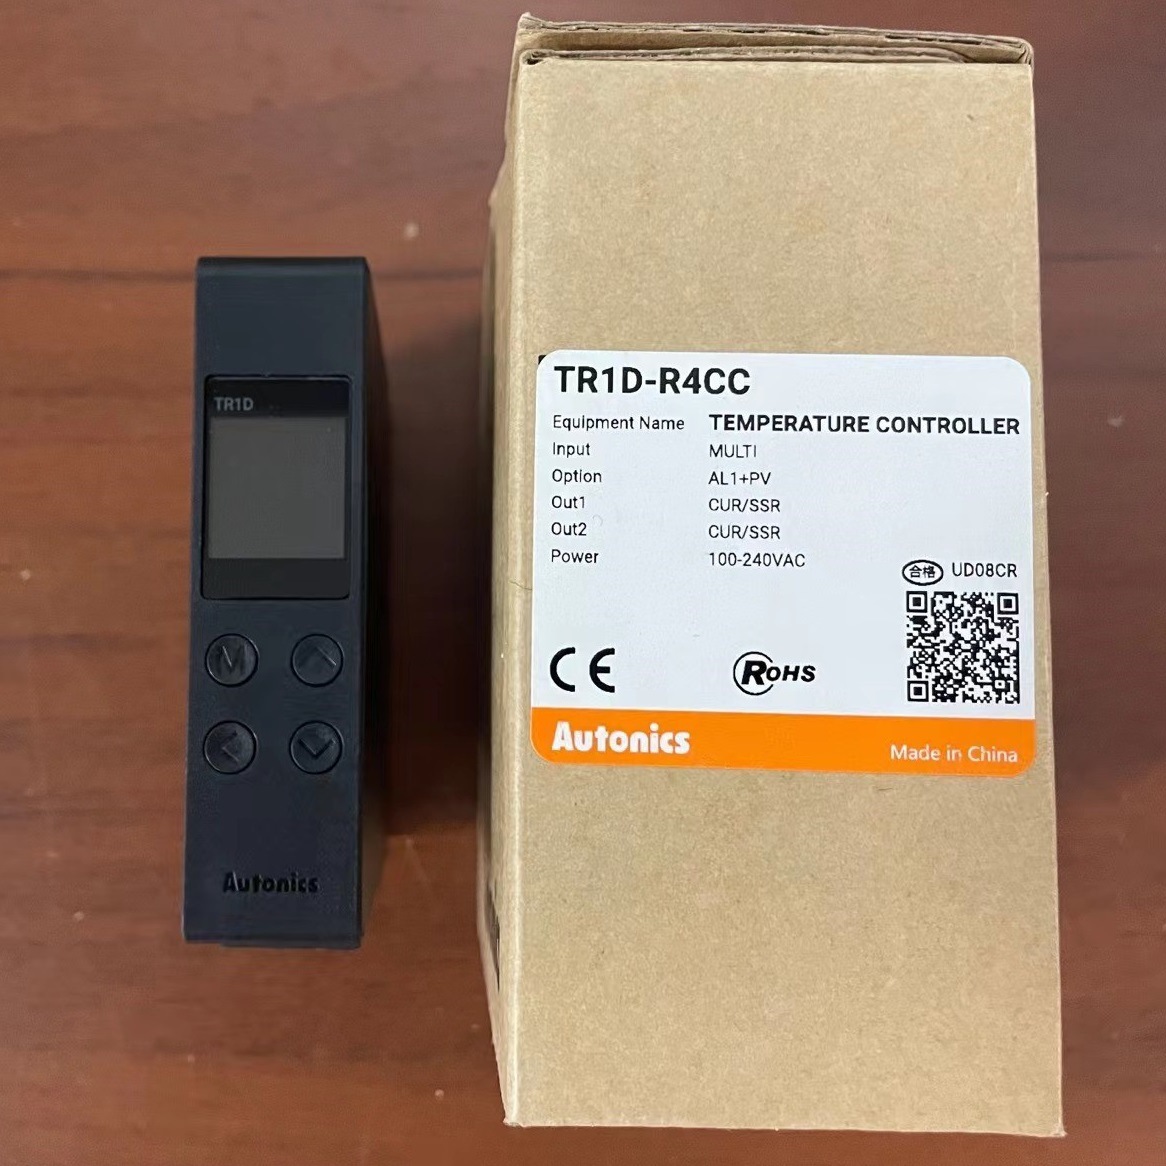 TR1D
M
Autonics
TR1D-R4CC
Equipment Name TEMPERATURE CONTROLLER
Input MULTI
Option AL1+PV
Out1 CUR/SSR
Out2 CUR/SSR
Power 100-240VAC
合格 UD08CR
CE RoHS
Autonics Made in China